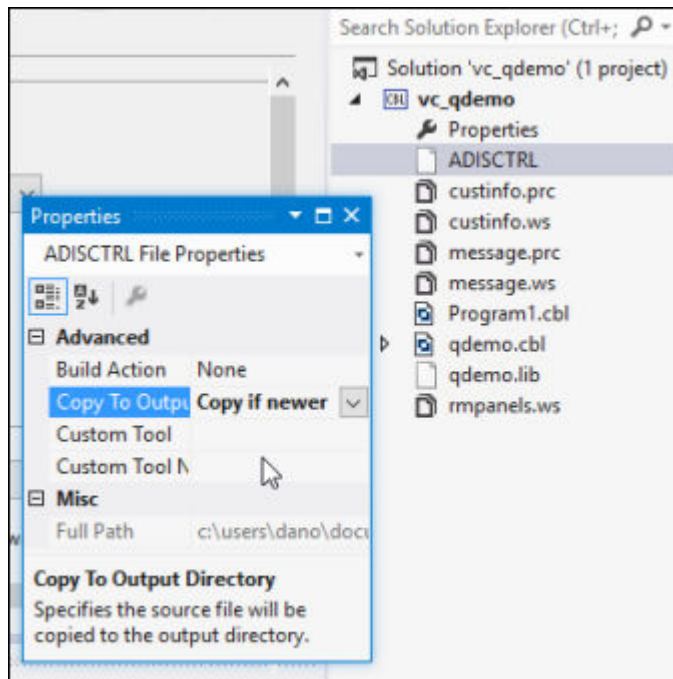 Search Solution Explorer (Ctrl+;
Solution 'vc_qdemo' (1 project)
CBL vc_qdemo
Properties
ADISCTRL
custinfo.prc
custinfo.ws
message.prc
message.ws
Program1.cbl
qdemo.cbl
qdemo.lib
rmpanels.ws
Properties
ADISCTRL File Properties
Advanced
Build Action None
Copy To Outpu Copy if newer
Custom Tool
Custom Tool N
Misc
Full Path c:\users\dano\docu
Copy To Output Directory
Specifies the source file will be
copied to the output directory.